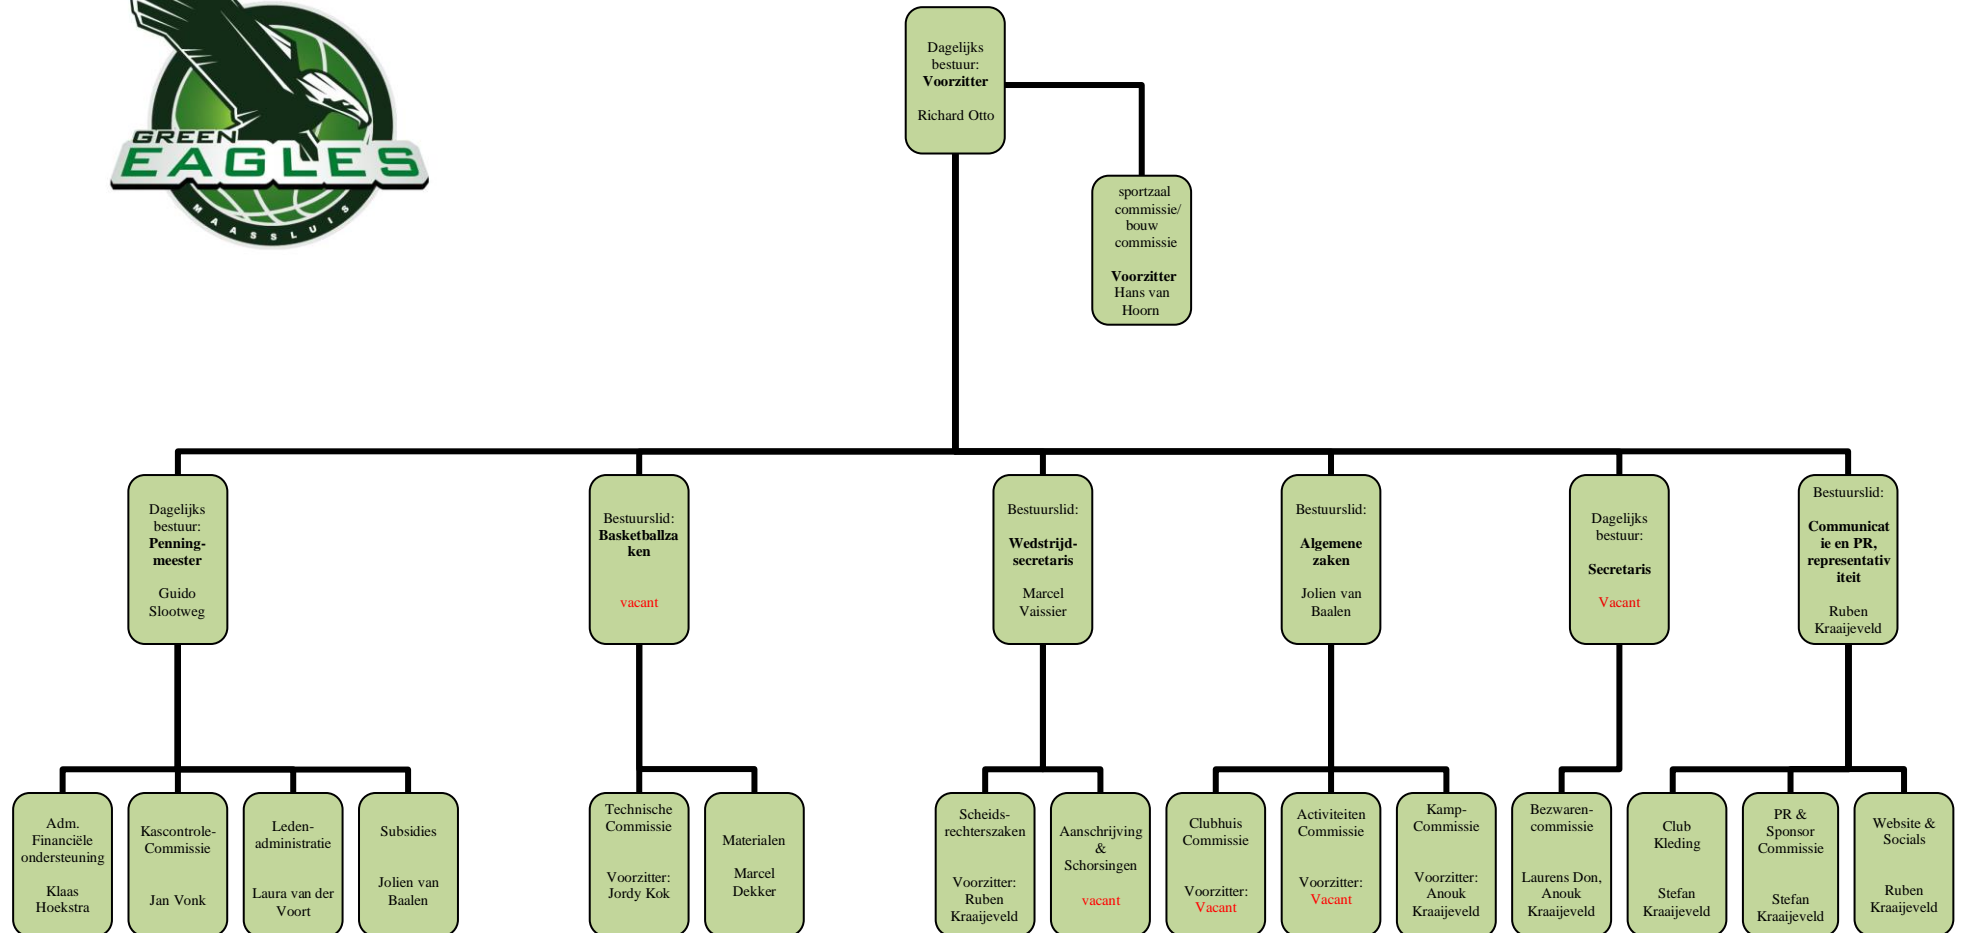 GREEN
EAGLES
MAASSLUIS
Dagelijks
bestuur:
Voorzitter
Richard Otto
sportzaal
commissie/
bouw
commissie
Voorzitter
Hans van
Hoorn
Dagelijks
bestuur:
Penning-
meester
Guido
Slootweg
Bestuurslid:
Basketballza
ken
vacant
Bestuurslid:
Wedstrijd-
secretaris
Marcel
Vaissier
Bestuurslid:
Algemene
zaken
Jolien van
Baalen
Dagelijks
bestuur:
Secretaris
Vacant
Bestuurslid:
Communicat
ie en PR,
representativ
iteit
Ruben
Kraaijeveld
Adm.
Financiële
ondersteuning
Klaas
Hoekstra
Kascontrole-
Commissie
Jan Vonk
Leden-
administratie
Laura van der
Voort
Subsidies
Jolien van
Baalen
Technische
Commissie
Voorzitter:
Jordy Kok
Materialen
Marcel
Dekker
Scheids-
rechterszaken
Voorzitter:
Ruben
Kraaijeveld
Aanschrijving
&
Schorsingen
vacant
Clubhuis
Commissie
Voorzitter:
Vacant
Activiteiten
Commissie
Voorzitter:
Vacant
Kamp-
Commissie
Voorzitter:
Anouk
Kraaijeveld
Bezwaren-
commissie
Laurens Don,
Anouk
Kraaijeveld
Club
Kleding
Stefan
Kraaijeveld
PR &
Sponsor
Commissie
Stefan
Kraaijeveld
Website &
Socials
Ruben
Kraaijeveld